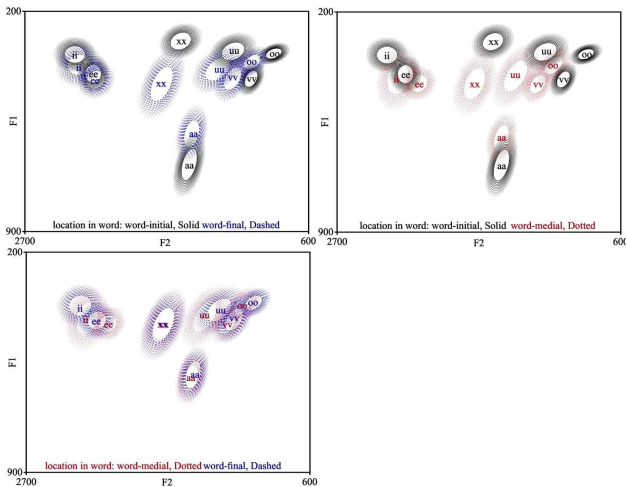 200
xx
uu
ii
oo
ii
oo
ee
uu
ee
vv
vv
xx
aa
aa
F1
location in word: word-initial, Solid word-final, Dashed
900
2700
F2
600
200
xx
uu
ii
oo
oo
ee
uu
vv
ii
ee
xx
vv
aa
aa
F1
location in word: word-initial, Solid word-medial, Dotted
900
2700
F2
600
200
oo
oo
ii
uu
uu
vv
ii
ee
ee
xx
vv
aa
aa
F1
location in word: word-medial, Dotted word-final, Dashed
900
2700
F2
600